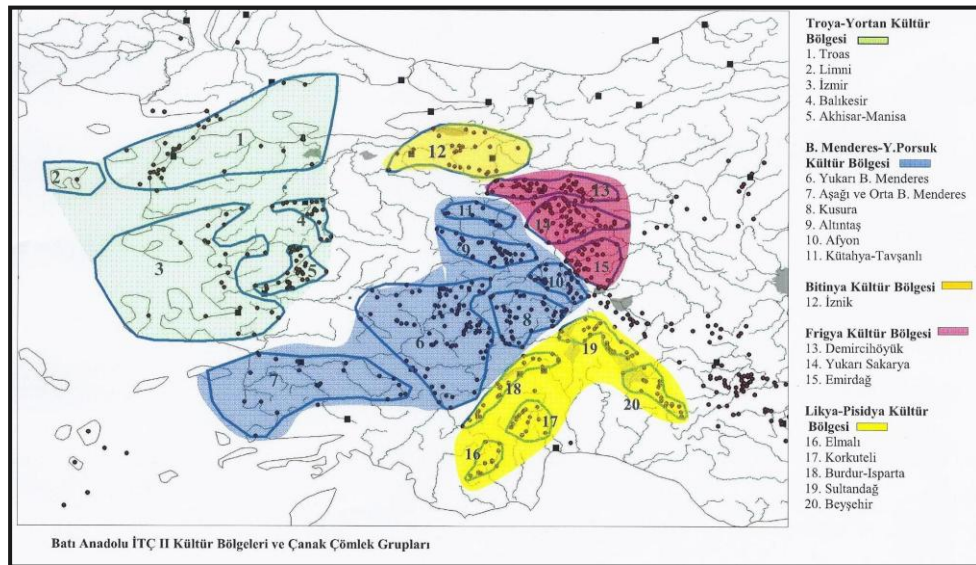 Troya-Yortan Kültür
Bölgesi
1. Troas
2. Limni
3. İzmir
4. Balıkesir
5. Akhisar-Manisa
B. Menderes-Y.Porsuk
Kültür Bölgesi
6. Yukarı B. Menderes
7. Aşağı ve Orta B. Menderes
8. Kusura
9. Altıntaş
10. Afyon
11. Kütahya-Tavşanlı
Bitinya Kültür Bölgesi
12. İznik
Frigya Kültür Bölgesi
13. Demircihöyük
14. Yukarı Sakarya
15. Emirdağ
Likya-Pisidya Kültür
Bölgesi
16. Elmalı
17. Korkuteli
18. Burdur-Isparta
19. Sultandağ
20. Beyşehir
1
2
3
4
5
6
7
8
9
10
11
12
13
14
15
16
17
18
19
20
Batı Anadolu İTÇ II Kültür Bölgeleri ve Çanak Çömlek Grupları